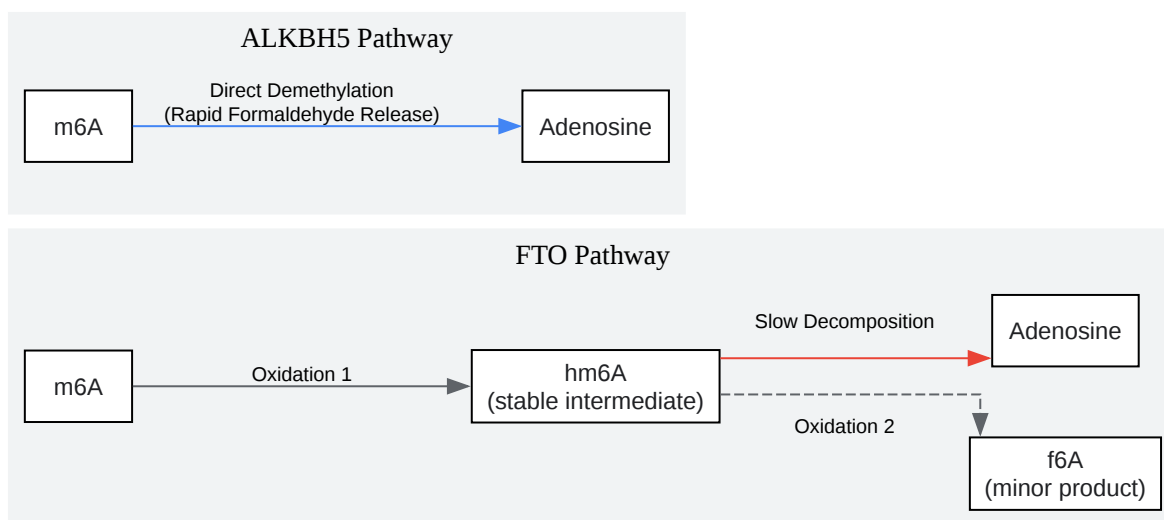 ALKBH5 Pathway
Direct Demethylation
(Rapid Formaldehyde Release)
m6A
Adenosine
FTO Pathway
Slow Decomposition
Adenosine
m6A
Oxidation 1
hm6A
(stable intermediate)
Oxidation 2
f6A
(minor product)